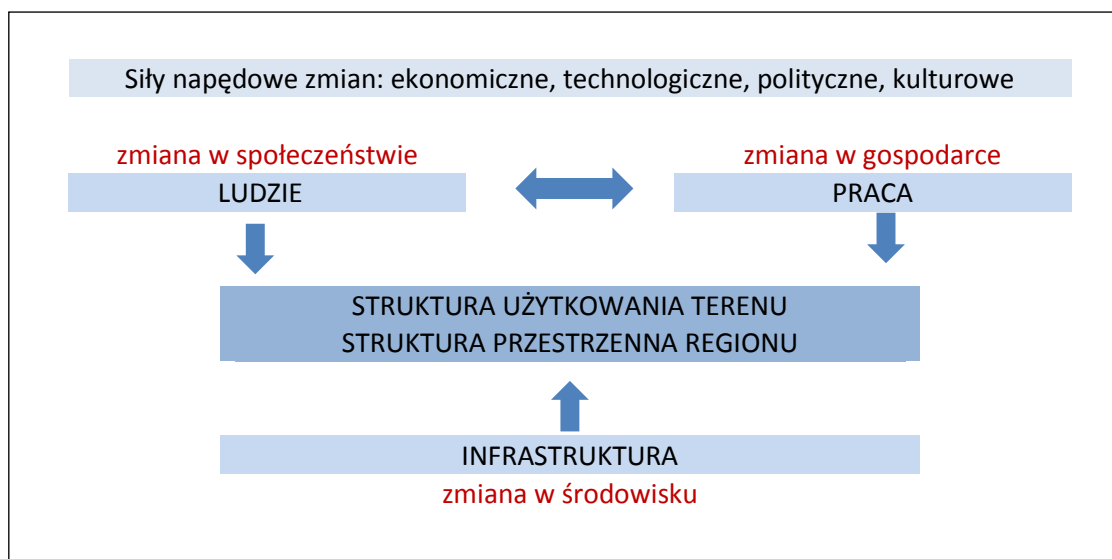 Siły napędowe zmian: ekonomiczne, technologiczne, polityczne, kulturowe
zmiana w społeczeństwie
LUDZIE
zmiana w gospodarce
PRACA
STRUKTURA UŻYTKOWANIA TERENU
STRUKTURA PRZESTRZENNA REGIONU
INFRASTRUKTURA
zmiana w środowisku